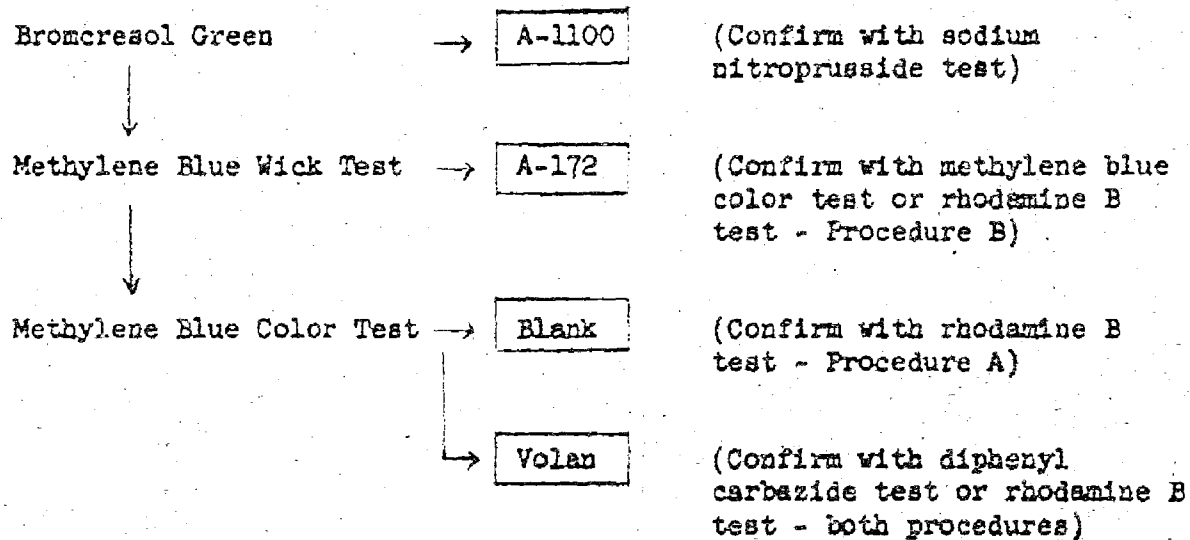 Bromcresol Green → A-1100 (Confirm with sodium
nitroprusside test)
Methylene Blue Wick Test → A-172 (Confirm with methylene blue
color test or rhodamine B
test - Procedure B)
Methylene Blue Color Test → Blank (Confirm with rhodamine B
test - Procedure A)
Volan (Confirm with diphenyl
carbazide test or rhodamine B
test - both procedures)